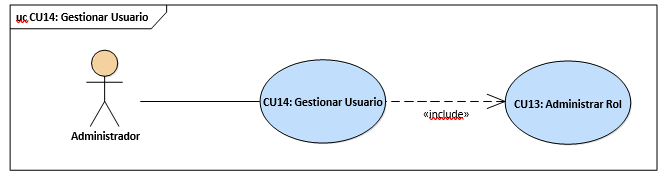 uc CU14: Gestionar Usuario
CU14: Gestionar Usuario
CU13: Administrar Rol
«include»
Administrador